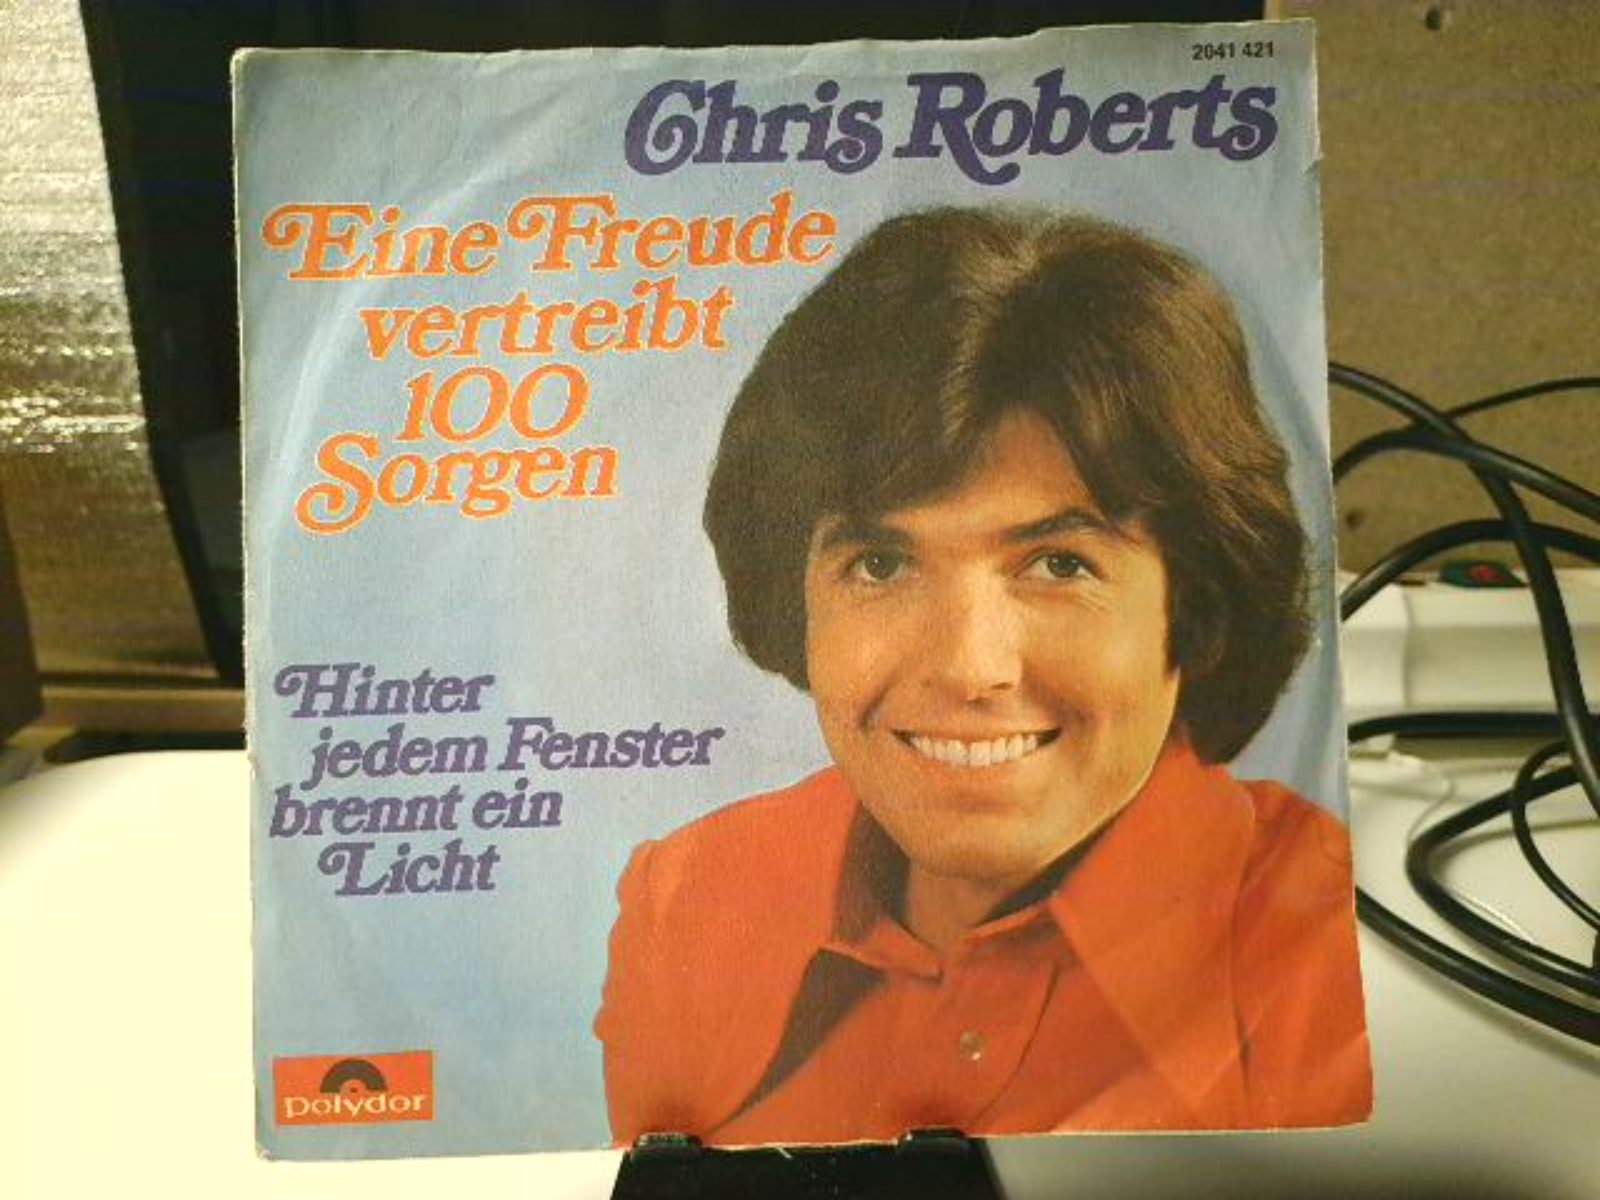 2041 421
Chris Roberts
Eine Freude
vertreibt
100
Sorgen
Hinter
jedem Fenster
brennt ein
Licht
polydor